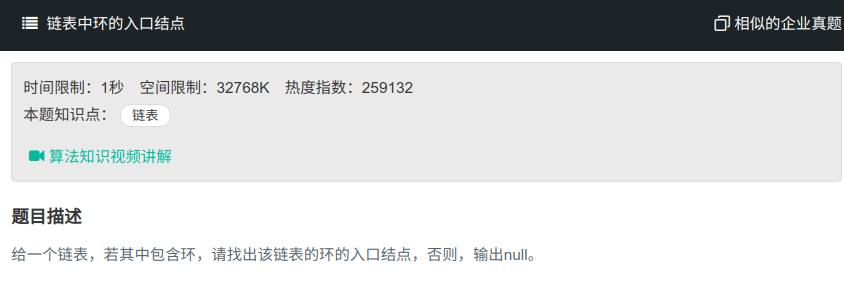 链表中环的入口结点
相似的企业真题
时间限制：1秒 空间限制：32768K 热度指数：259132
本题知识点： 链表
算法知识视频讲解
题目描述
给一个链表，若其中包含环，请找出该链表的环的入口结点，否则，输出null。